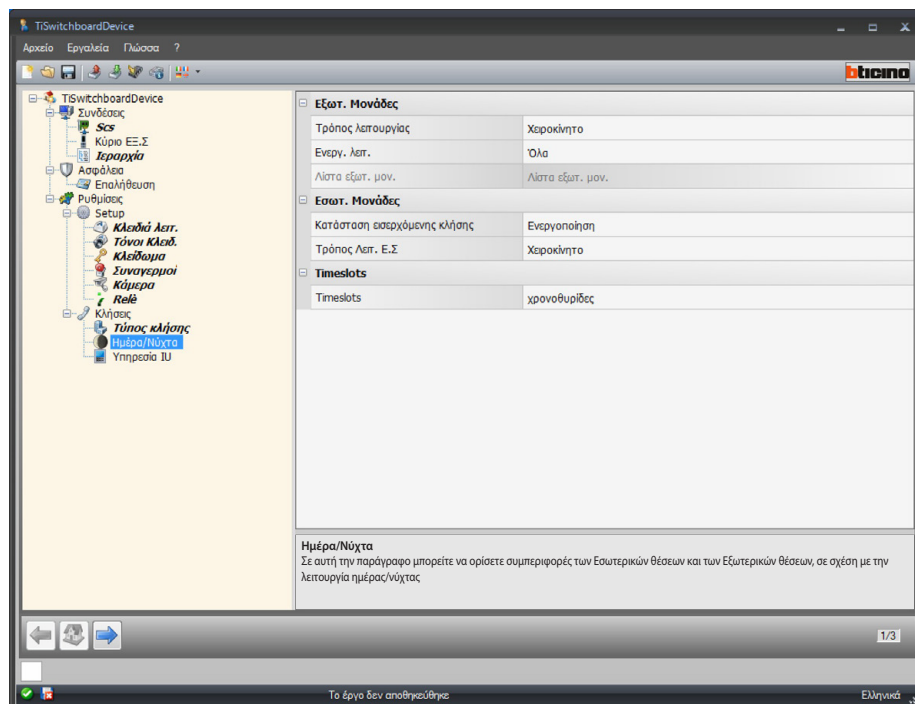 TiSwitchboardDevice
Αρχείο Εργαλεία Γλώσσα ?
bticino
TiSwitchboardDevice
Συνδέσεις
Scs
Κύριο ΕΞ.Σ
Ιεραρχία
Ασφάλεια
Επαλήθευση
Ρυθμίσεις
Setup
Κλειδιά λειτ.
Τόνοι Κλειδ.
Κλείδωμα
Συναγερμοί
Κάμερα
Relè
Κλήσεις
Τύπος κλήσης
Ημέρα/Νύχτα
Υπηρεσία IU
Εξωτ. Μονάδες
Τρόπος λειτουργίας Χειροκίνητο
Ενεργ. λειτ. Όλα
Λίστα εξωτ. μον. Λίστα εξωτ. μον.
Εσωτ. Μονάδες
Κατάσταση εισερχόμενης κλήσης Ενεργοποίηση
Τρόπος Λειτ. Ε.Σ Χειροκίνητο
Timeslots
Timeslots χρονοθυρίδες
Ημέρα/Νύχτα
Σε αυτή την παράγραφο μπορείτε να ορίσετε συμπεριφορές των Εσωτερικών θέσεων και των Εξωτερικών θέσεων, σε σχέση με την
λειτουργία ημέρας/νύχτας
1/3
Το έργο δεν αποθηκεύθηκε Ελληνικά